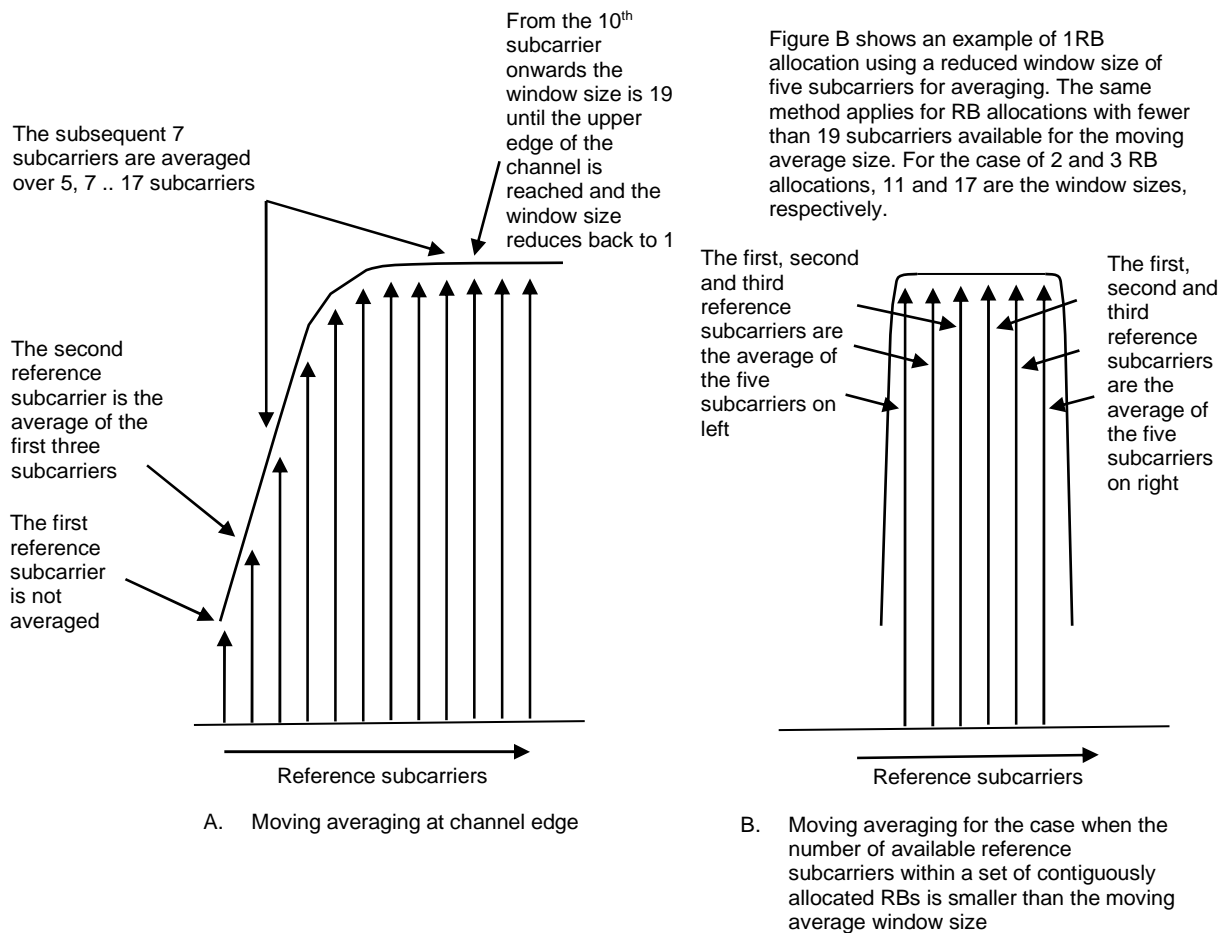 From the 10th
subcarrier
onwards the
window size is 19
until the upper
edge of the
channel is
reached and the
window size
reduces back to 1
The subsequent 7
subcarriers are averaged
over 5, 7 .. 17 subcarriers
The second
reference
subcarrier is the
average of the
first three
subcarriers
The first
reference
subcarrier
is not
averaged
Reference subcarriers
A. Moving averaging at channel edge
Figure B shows an example of 1RB
allocation using a reduced window size of
five subcarriers for averaging. The same
method applies for RB allocations with fewer
than 19 subcarriers available for the moving
average size. For the case of 2 and 3 RB
allocations, 11 and 17 are the window sizes,
respectively.
The first, second
and third
reference
subcarriers are
the average of
the five
subcarriers on
left
The first,
second and
third
reference
subcarriers
are the
average of
the five
subcarriers
on right
Reference subcarriers
B. Moving averaging for the case when the
number of available reference
subcarriers within a set of contiguously
allocated RBs is smaller than the moving
average window size